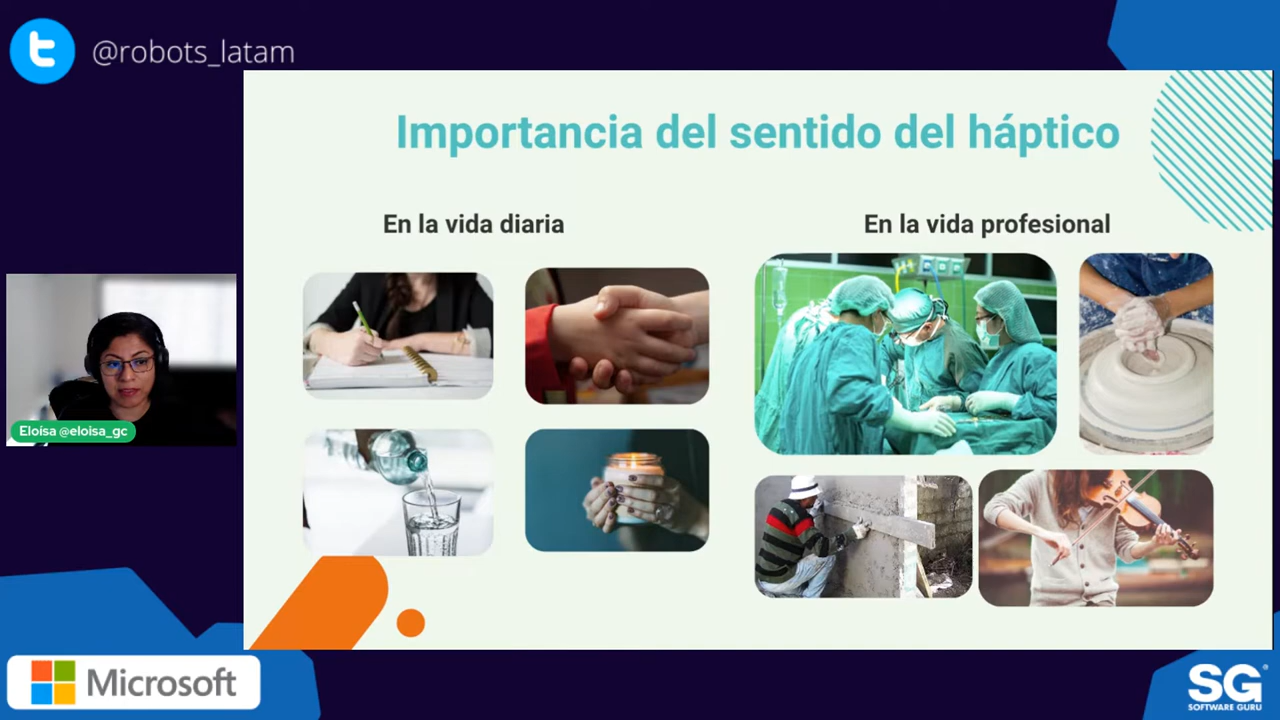 @robots_latam
Importancia del sentido del háptico
En la vida diaria
En la vida profesional
Eloísa @eloisa_gc
Microsoft
SG
SOFTWARE GURU